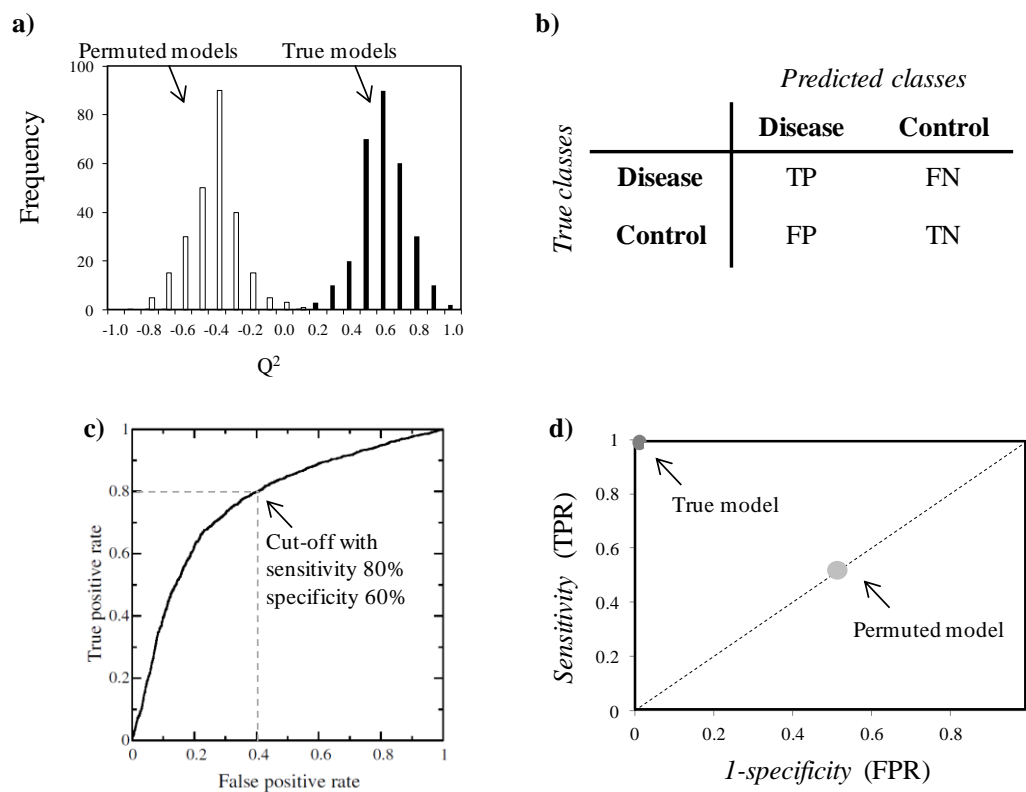 a)
Permuted models
True models
Frequency
100
80
60
40
20
0
-1.0 -0.8 -0.6 -0.4 -0.2 0.0 0.2 0.4 0.6 0.8 1.0
Q²
b)
Predicted classes
True classes
Disease Control
Disease TP FN
Control FP TN
c)
True positive rate
1
0.8
0.6
0.4
0.2
0
Cut-off with
sensitivity 80%
specificity 60%
0 0.2 0.4 0.6 0.8 1
False positive rate
d)
Sensitivity (TPR)
1
0.8
0.6
0.4
0.2
0
True model
Permuted model
0 0.2 0.4 0.6 0.8
1-specificity (FPR)